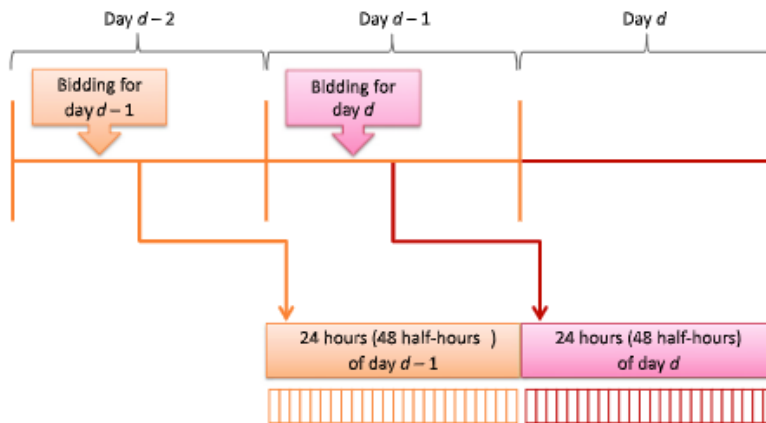 Day d – 2
Day d – 1
Day d
Bidding for
day d – 1
Bidding for
day d
24 hours (48 half-hours )
of day d – 1
24 hours (48 half-hours)
of day d